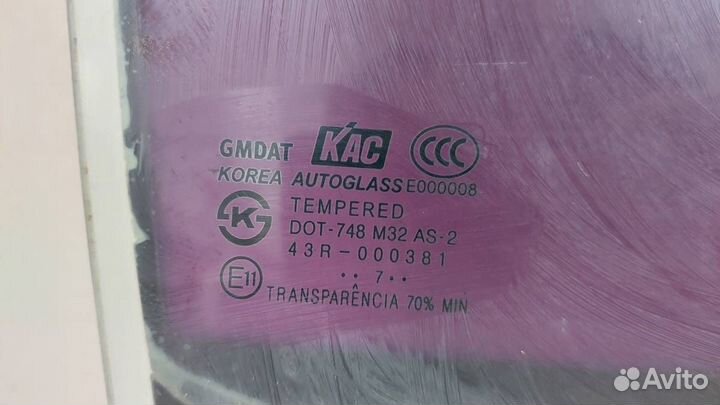 GMDAT KAC CCC
KOREA AUTOGLASS E000008
TEMPERED
DOT-748 M32 AS-2
43R-000381
E11 •• 7 ••
TRANSPARÊNCIA 70% MIN
Avito